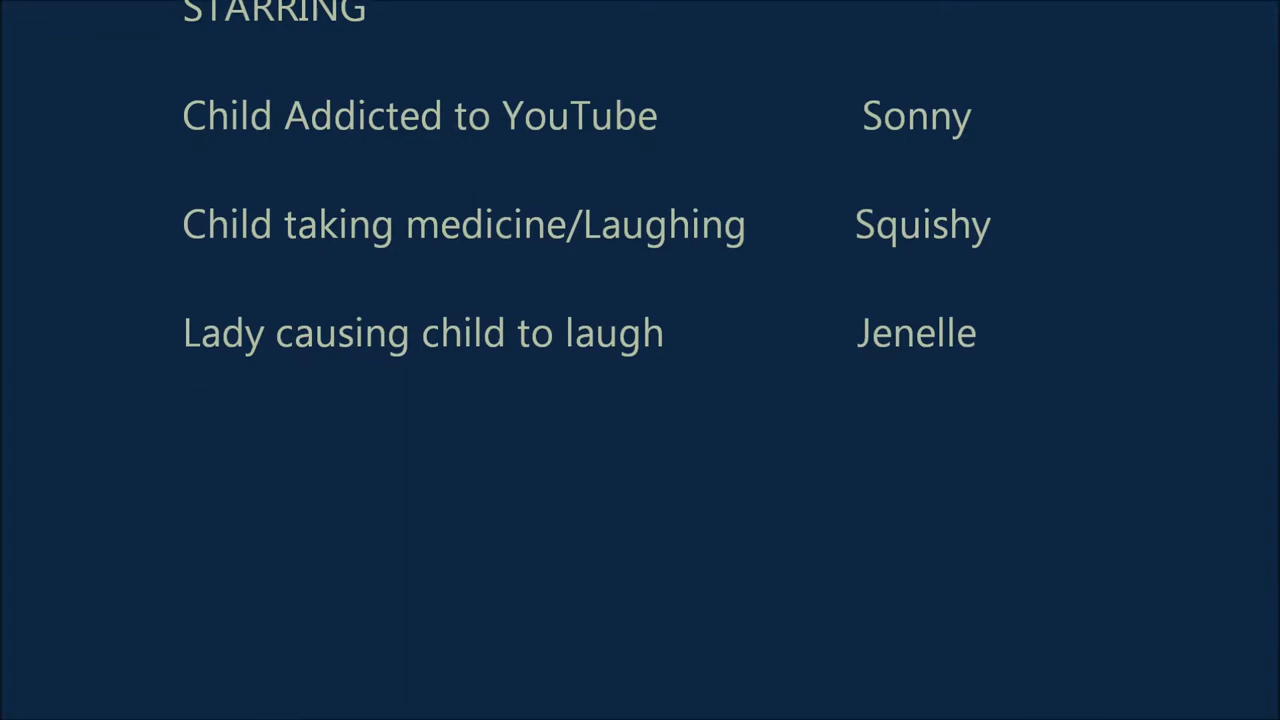 STARRING
Child Addicted to YouTube Sonny
Child taking medicine/Laughing Squishy
Lady causing child to laugh Jenelle